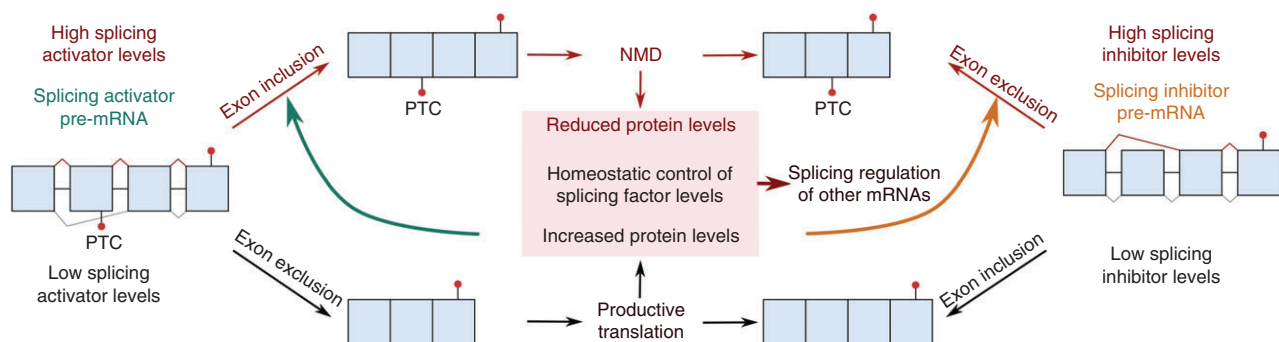 High splicing
activator levels
Splicing activator
pre-mRNA
PTC
Low splicing
activator levels
Exon inclusion
Exon exclusion
PTC
NMD
Reduced protein levels
Homeostatic control of
splicing factor levels
Increased protein levels
Productive
translation
Splicing regulation
of other mRNAs
PTC
Exon exclusion
Exon inclusion
High splicing
inhibitor levels
Splicing inhibitor
pre-mRNA
Low splicing
inhibitor levels